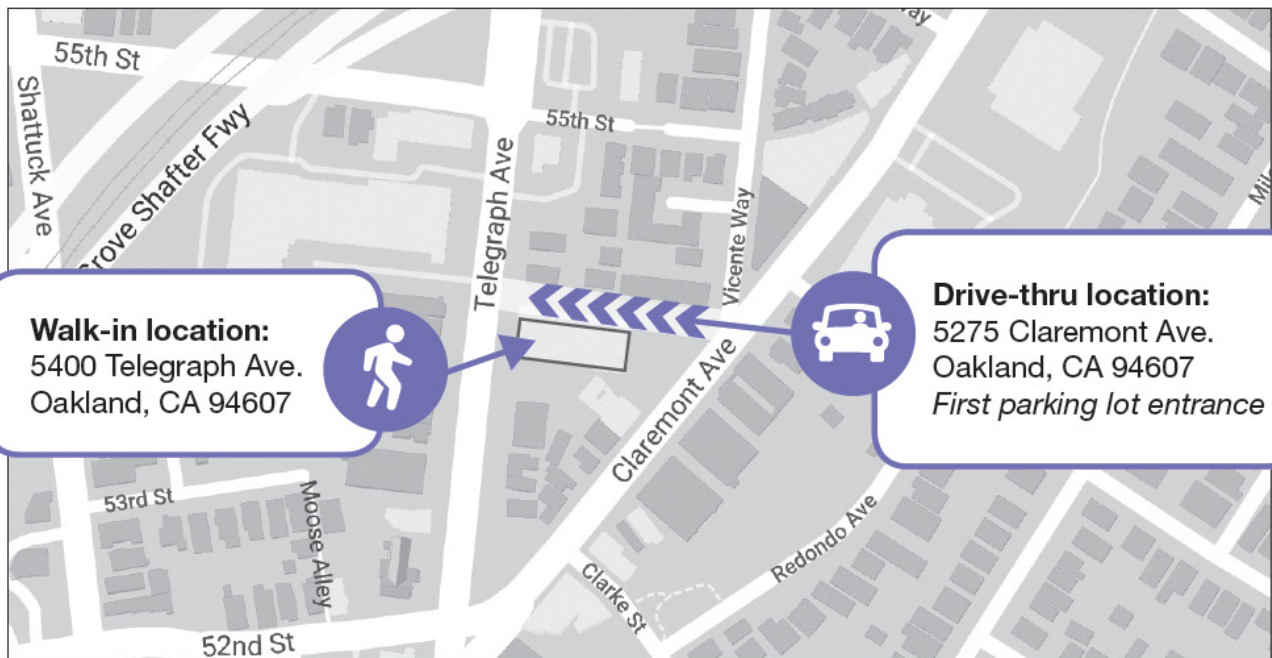 way
55th St
Shattuck Ave
Grove Shafter Fwy
Telegraph Ave
55th St
Vicente Way
Walk-in location:
5400 Telegraph Ave.
Oakland, CA 94607
Drive-thru location:
5275 Claremont Ave.
Oakland, CA 94607
First parking lot entrance
Claremont Ave
53rd St
Moose Alley
Redondo Ave
Clarke St
52nd St